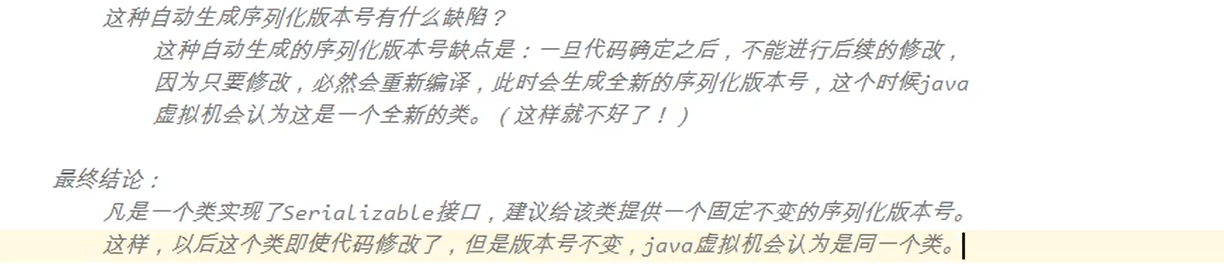 这种自动生成序列化版本号有什么缺陷？
这种自动生成的序列化版本号缺点是：一旦代码确定之后，不能进行后续的修改，
因为只要修改，必然会重新编译，此时会生成全新的序列化版本号，这个时候java
虚拟机会认为这是一个全新的类。（这样就不好了！）
最终结论：
凡是一个类实现了Serializable接口，建议给该类提供一个固定不变的序列化版本号。
这样，以后这个类即使代码修改了，但是版本号不变，java虚拟机会认为是同一个类。